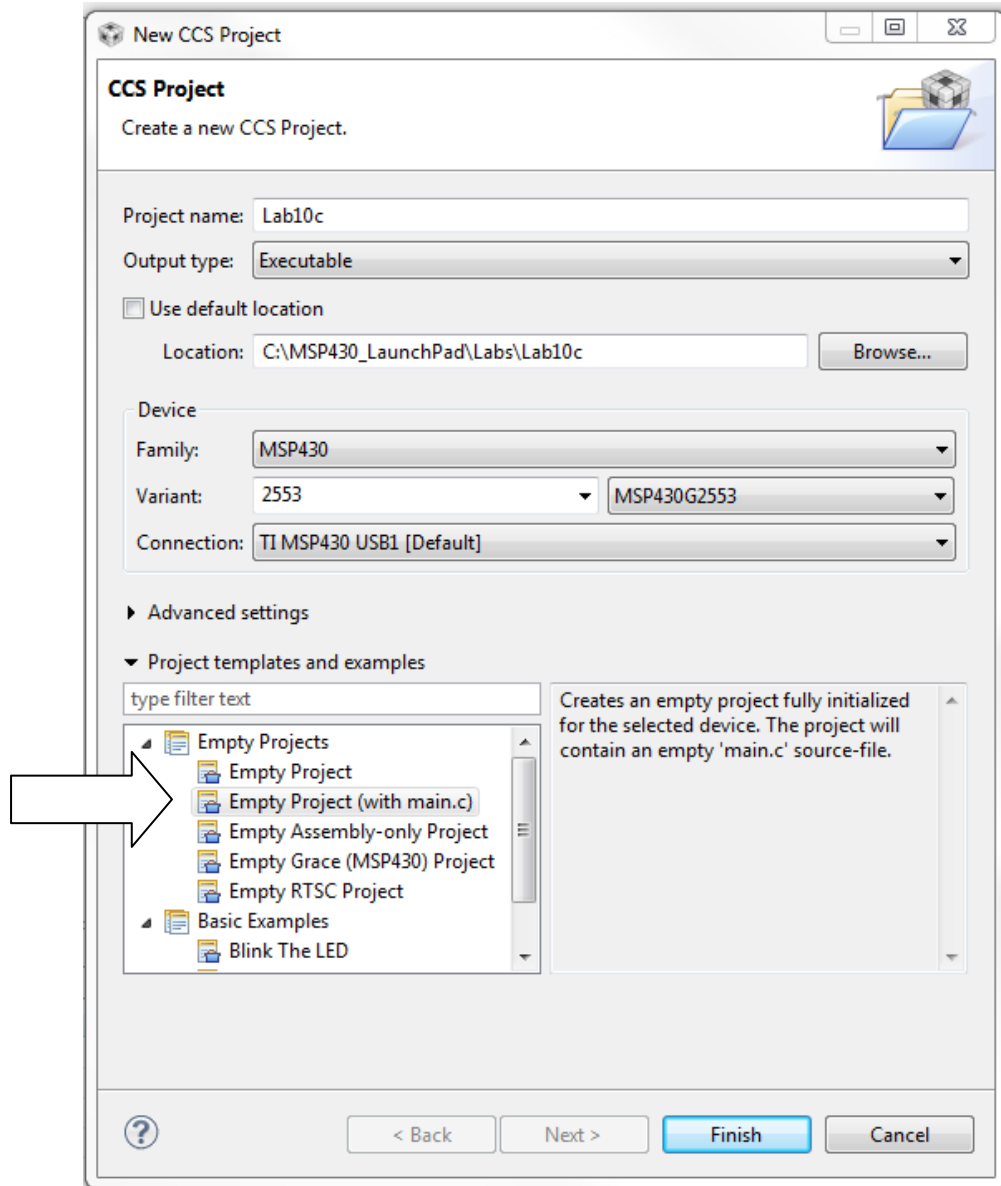 New CCS Project
CCS Project
Create a new CCS Project.
Project name: Lab10c
Output type: Executable
Use default location
Location: C:\MSP430_LaunchPad\Labs\Lab10c Browse...
Device
Family: MSP430
Variant: 2553 MSP430G2553
Connection: TI MSP430 USB1 [Default]
Advanced settings
Project templates and examples
type filter text
Empty Projects
Empty Project
Empty Project (with main.c)
Empty Assembly-only Project
Empty Grace (MSP430) Project
Empty RTSC Project
Basic Examples
Blink The LED
Creates an empty project fully initialized
for the selected device. The project will
contain an empty 'main.c' source-file.
? < Back Next > Finish Cancel